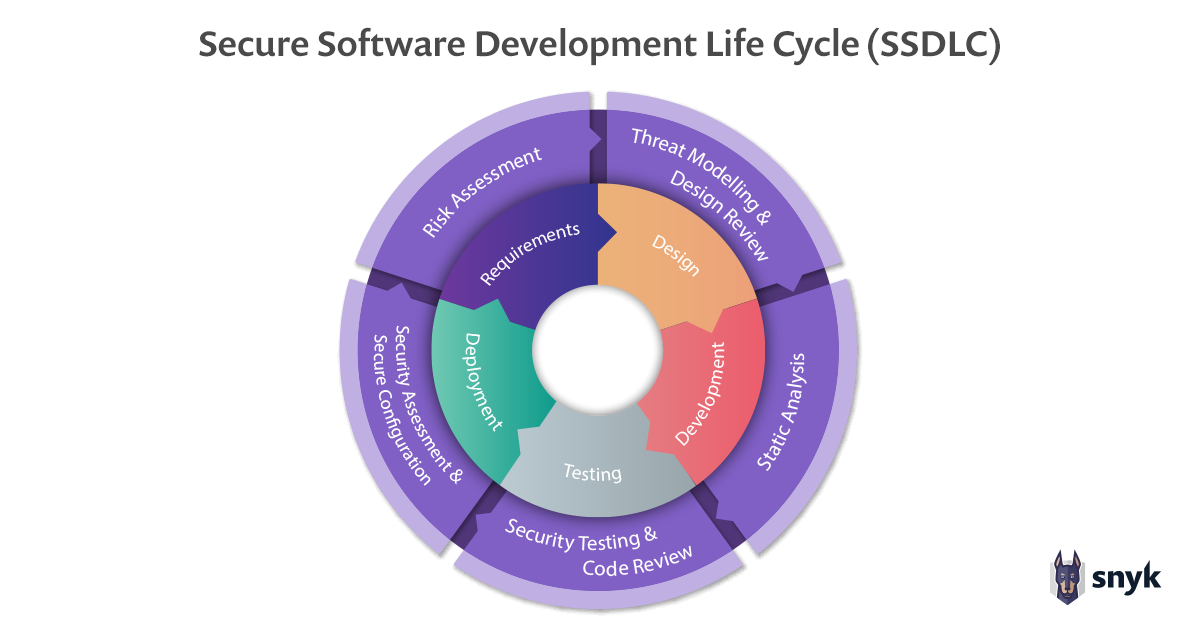 Secure Software Development Life Cycle (SSDLC)
Risk Assessment
Threat Modelling &
Design Review
Requirements
Design
Deployment
Development
Security Assessment &
Secure Configuration
Static Analysis
Testing
Security Testing &
Code Review
snyk